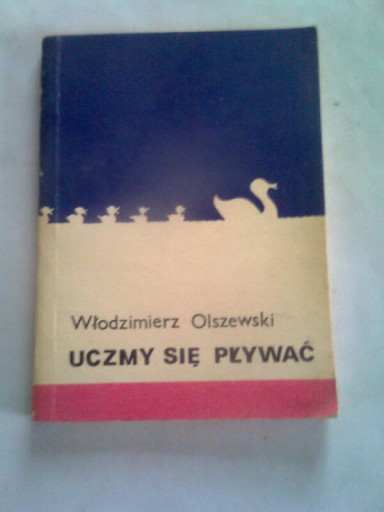 Włodzimierz Olszewski
UCZMY SIĘ PŁYWAĆ